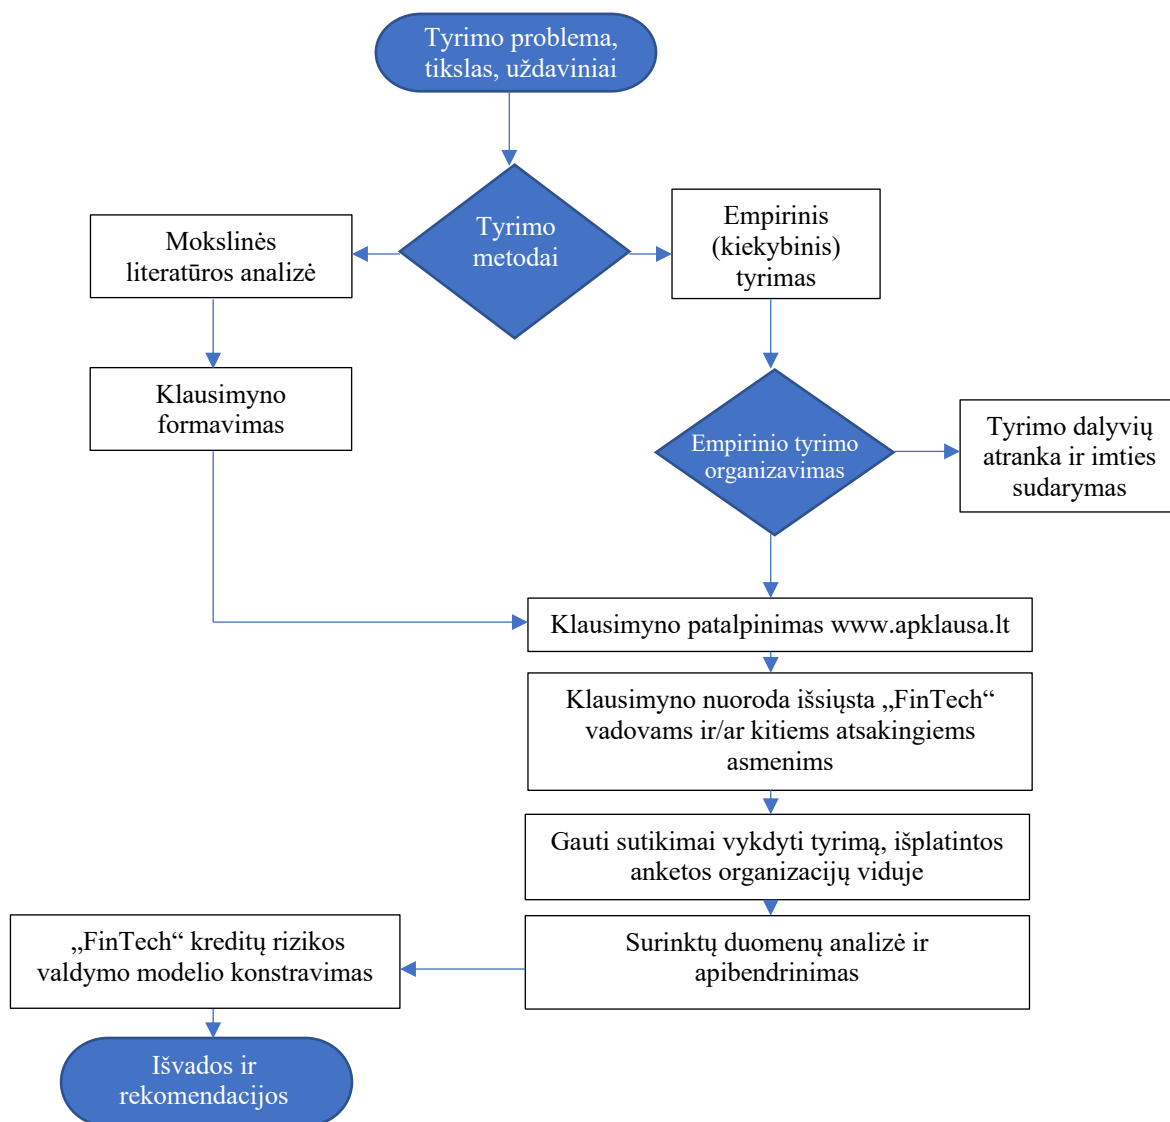 Tyrimo problema,
tikslas, uždaviniai
Tyrimo
metodai
Mokslinės
literatūros analizė
Empirinis
(kiekybinis)
tyrimas
Klausimyno
formavimas
Empirinio tyrimo
organizavimas
Tyrimo dalyvių
atranka ir imties
sudarymas
Klausimyno patalpinimas www.apklausa.lt
Klausimyno nuoroda išsiųsta „FinTech“
vadovams ir/ar kitiems atsakingiems
asmenims
Gauti sutikimai vykdyti tyrimą, išplatintos
anketos organizacijų viduje
Surinktų duomenų analizė ir
apibendrinimas
„FinTech“ kreditų rizikos
valdymo modelio konstravimas
Išvados ir
rekomendacijos